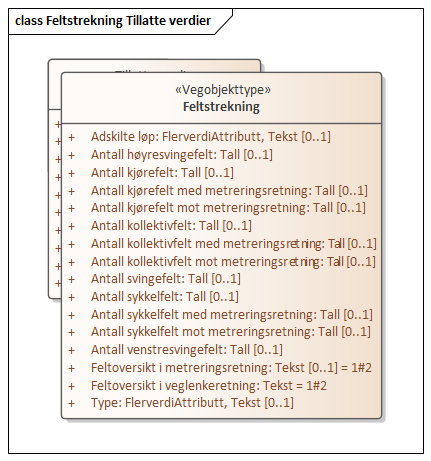 class Feltstrekning Tillatte verdier
«Vegobjekttype»
Feltstrekning
+ Adskilte løp: FlerverdiAttributt, Tekst [0..1]
+ Antall høyresvingefelt: Tall [0..1]
+ Antall kjørefelt: Tall [0..1]
+ Antall kjørefelt med metreringsretning: Tall [0..1]
+ Antall kjørefelt mot metreringsretning: Tall [0..1]
+ Antall kollektivfelt: Tall [0..1]
+ Antall kollektivfelt med metreringsretning: Tall [0..1]
+ Antall kollektivfelt mot metreringsretning: Tall [0..1]
+ Antall svingefelt: Tall [0..1]
+ Antall sykkelfelt: Tall [0..1]
+ Antall sykkelfelt med metreringsretning: Tall [0..1]
+ Antall sykkelfelt mot metreringsretning: Tall [0..1]
+ Antall venstresvingefelt: Tall [0..1]
+ Feltoversikt i metreringsretning: Tekst [0..1] = 1#2
+ Feltoversikt i veglenkeretning: Tekst = 1#2
+ Type: FlerverdiAttributt, Tekst [0..1]